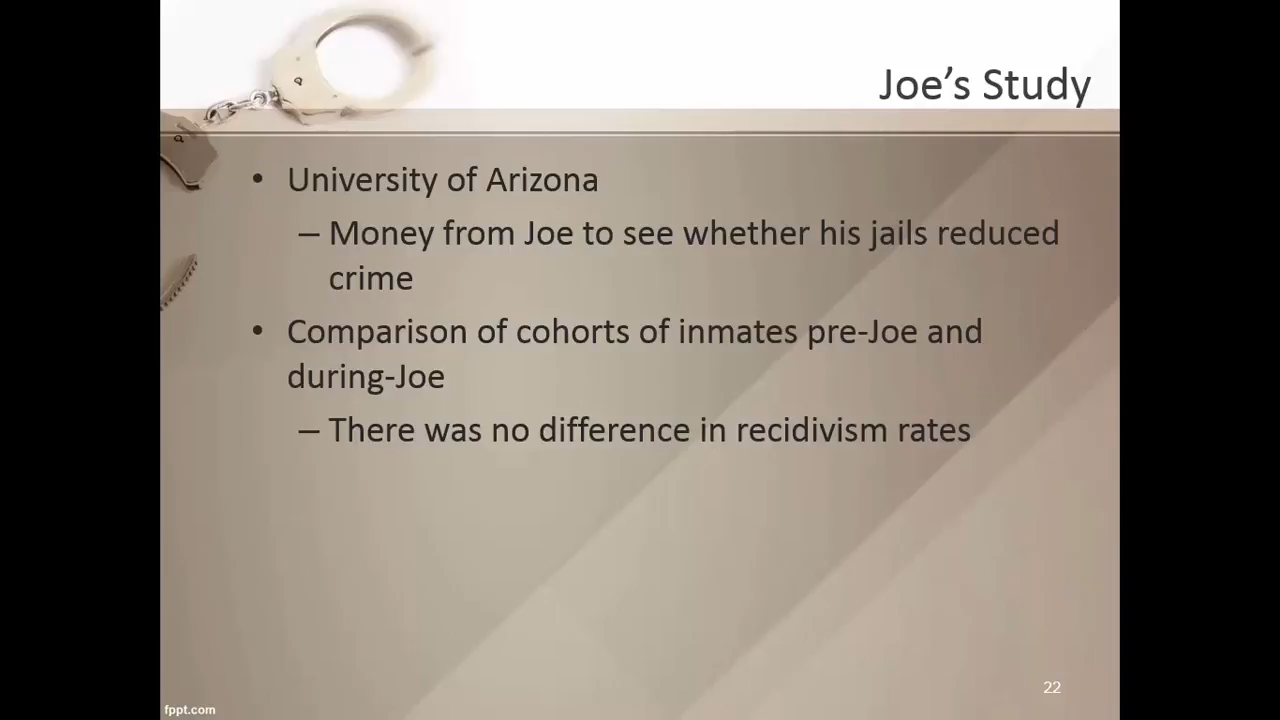 Joe’s Study
• University of Arizona
– Money from Joe to see whether his jails reduced
crime
• Comparison of cohorts of inmates pre-Joe and
during-Joe
– There was no difference in recidivism rates
22
fppt.com